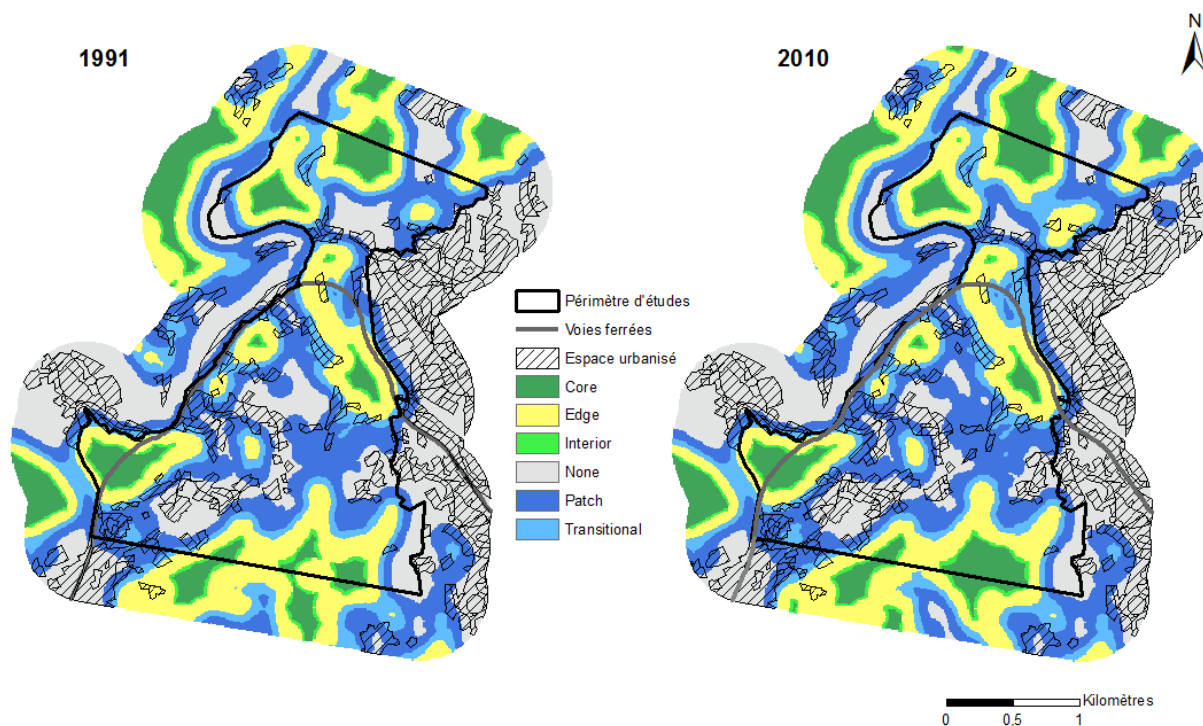 1991
2010
N
Périmètre d'études
Voies ferrées
Espace urbanisé
Core
Edge
Interior
None
Patch
Transitional
Kilomètres
0 0.5 1